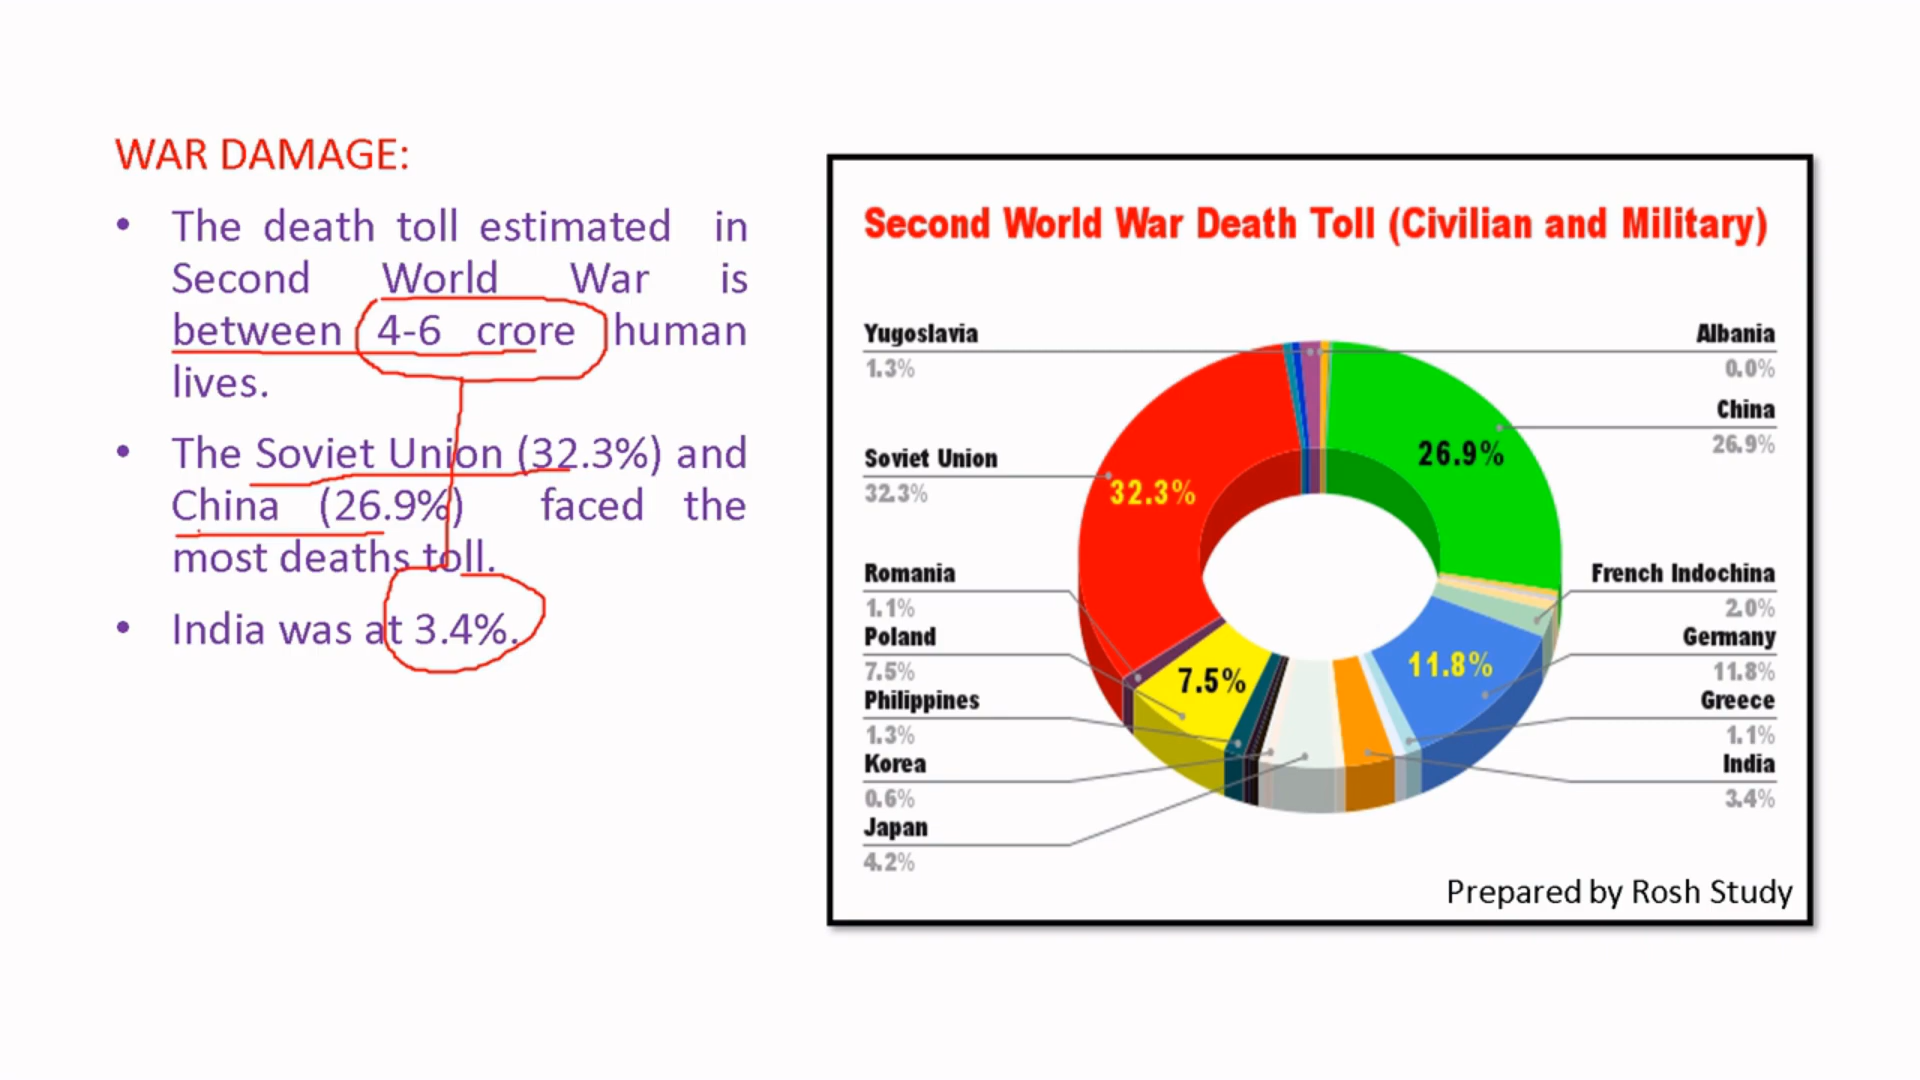 WAR DAMAGE:
• The death toll estimated in
Second World War is
between 4-6 crore human
lives.
• The Soviet Union (32.3%) and
China (26.9%) faced the
most deaths toll.
• India was at 3.4%.
Second World War Death Toll (Civilian and Military)
Yugoslavia
1.3%
Soviet Union
32.3%
Romania
1.1%
Poland
7.5%
Philippines
1.3%
Korea
0.6%
Japan
4.2%
32.3%
26.9%
7.5%
11.8%
Albania
0.0%
China
26.9%
French Indochina
2.0%
Germany
11.8%
Greece
1.1%
India
3.4%
Prepared by Rosh Study